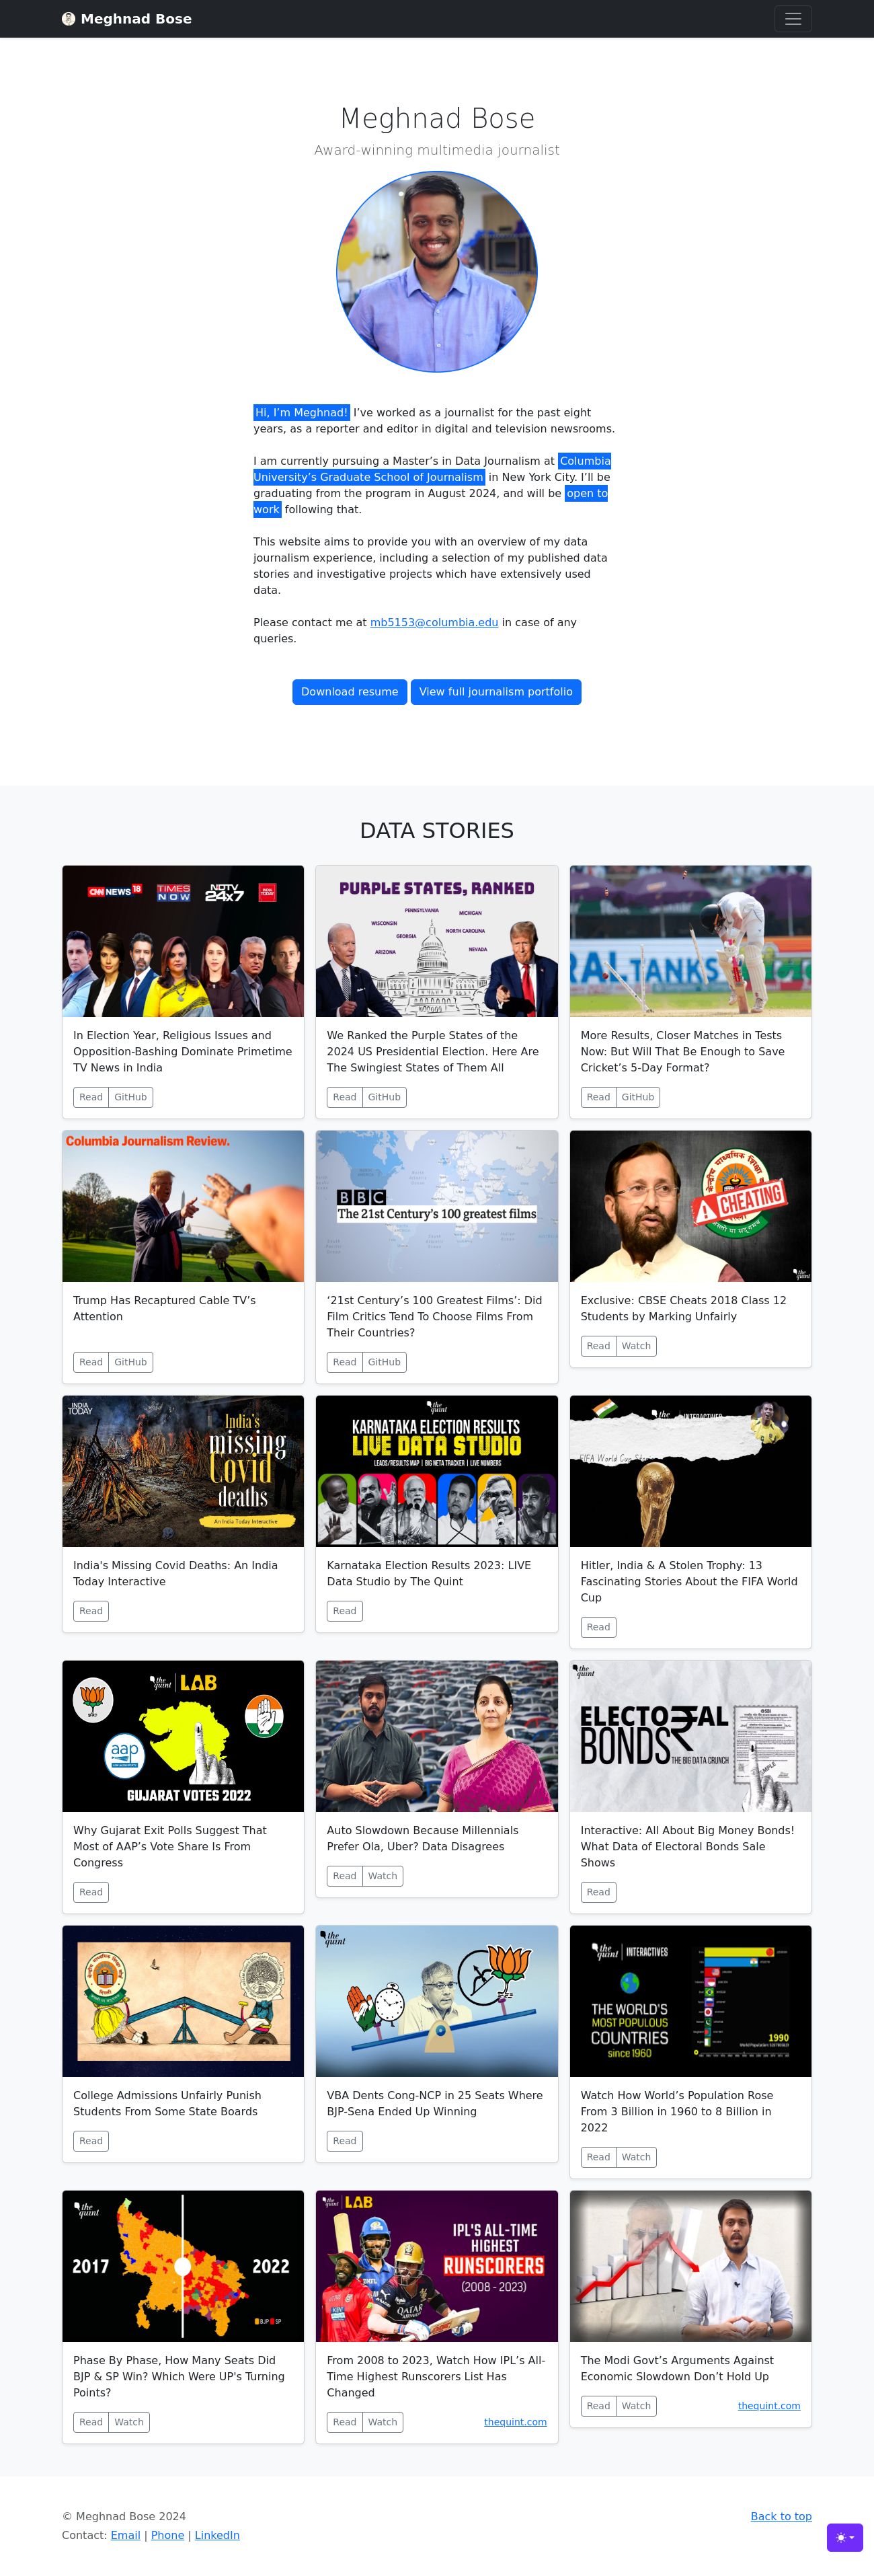 Meghnad Bose
Meghnad Bose
Award-winning multimedia journalist
Hi, I’m Meghnad! I’ve worked as a journalist for the past eight
years, as a reporter and editor in digital and television newsrooms.
I am currently pursuing a Master’s in Data Journalism at Columbia
University’s Graduate School of Journalism in New York City. I’ll be
graduating from the program in August 2024, and will be open to
work following that.
This website aims to provide you with an overview of my data
journalism experience, including a selection of my published data
stories and investigative projects which have extensively used
data.
Please contact me at mb5153@columbia.edu in case of any
queries.
Download resume View full journalism portfolio
DATA STORIES
CNN NEWS 18 TIMES NOW NDTV 24x7 INDIA TODAY
In Election Year, Religious Issues and
Opposition-Bashing Dominate Primetime
TV News in India
Read GitHub
PURPLE STATES, RANKED
PENNSYLVANIA
MICHIGAN
WISCONSIN
NORTH CAROLINA
GEORGIA
NEVADA
ARIZONA
We Ranked the Purple States of the
2024 US Presidential Election. Here Are
The Swingiest States of Them All
Read GitHub
More Results, Closer Matches in Tests
Now: But Will That Be Enough to Save
Cricket’s 5-Day Format?
Read GitHub
Columbia Journalism Review.
Trump Has Recaptured Cable TV’s
Attention
Read GitHub
BBC
The 21st Century’s 100 greatest films
‘21st Century’s 100 Greatest Films’: Did
Film Critics Tend To Choose Films From
Their Countries?
Read GitHub
CHEATING
the quint
Exclusive: CBSE Cheats 2018 Class 12
Students by Marking Unfairly
Read Watch
INDIA TODAY
India's
missing
Covid
deaths
An India Today Interactive
India's Missing Covid Deaths: An India
Today Interactive
Read
the quint
KARNATAKA ELECTION RESULTS
LIVE DATA STUDIO
LEADS/RESULTS MAP | BIG NETA TRACKER | LIVE NUMBERS
Karnataka Election Results 2023: LIVE
Data Studio by The Quint
Read
Hitler, India & A Stolen Trophy: 13
Fascinating Stories About the FIFA World
Cup
Read
the quint LAB
aap
GUJARAT VOTES 2022
Why Gujarat Exit Polls Suggest That
Most of AAP’s Vote Share Is From
Congress
Read
Auto Slowdown Because Millennials
Prefer Ola, Uber? Data Disagrees
Read Watch
the quint
ELECTO₹AL
BONDS THE BIG DATA CRUNCH
Interactive: All About Big Money Bonds!
What Data of Electoral Bonds Sale
Shows
Read
College Admissions Unfairly Punish
Students From Some State Boards
Read
the quint
VBA Dents Cong-NCP in 25 Seats Where
BJP-Sena Ended Up Winning
Read
the quint INTERACTIVES
THE WORLD'S
MOST POPULOUS
COUNTRIES
since 1960
1990
Watch How World’s Population Rose
From 3 Billion in 1960 to 8 Billion in
2022
Read Watch
the quint
2017 2022
BJP SP
Phase By Phase, How Many Seats Did
BJP & SP Win? Which Were UP's Turning
Points?
Read Watch
the quint LAB
IPL'S ALL-TIME
HIGHEST
RUNSCORERS
(2008 - 2023)
From 2008 to 2023, Watch How IPL’s All-
Time Highest Runscorers List Has
Changed
Read Watch thequint.com
The Modi Govt’s Arguments Against
Economic Slowdown Don’t Hold Up
Read Watch thequint.com
© Meghnad Bose 2024
Back to top
Contact: Email | Phone | LinkedIn